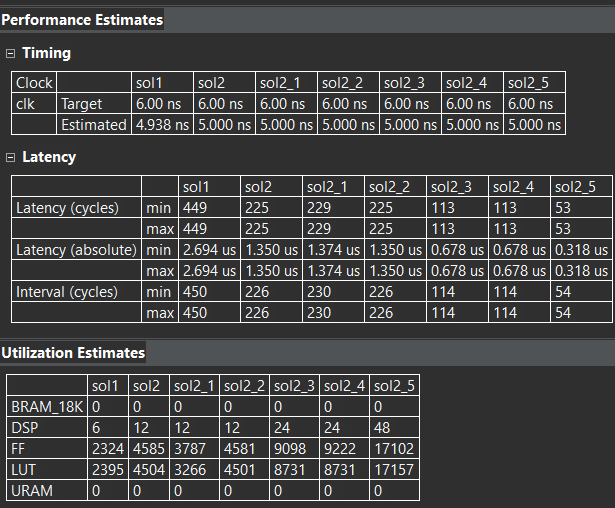 Performance Estimates
Timing
Clock sol1 sol2 sol2_1 sol2_2 sol2_3 sol2_4 sol2_5
clk Target 6.00 ns 6.00 ns 6.00 ns 6.00 ns 6.00 ns 6.00 ns 6.00 ns
Estimated 4.938 ns 5.000 ns 5.000 ns 5.000 ns 5.000 ns 5.000 ns 5.000 ns
Latency
sol1 sol2 sol2_1 sol2_2 sol2_3 sol2_4 sol2_5
Latency (cycles) min 449 225 229 225 113 113 53
max 449 225 229 225 113 113 53
Latency (absolute) min 2.694 us 1.350 us 1.374 us 1.350 us 0.678 us 0.678 us 0.318 us
max 2.694 us 1.350 us 1.374 us 1.350 us 0.678 us 0.678 us 0.318 us
Interval (cycles) min 450 226 230 226 114 114 54
max 450 226 230 226 114 114 54
Utilization Estimates
sol1 sol2 sol2_1 sol2_2 sol2_3 sol2_4 sol2_5
BRAM_18K 0 0 0 0 0 0 0
DSP 6 12 12 12 24 24 48
FF 2324 4585 3787 4581 9098 9222 17102
LUT 2395 4504 3266 4501 8731 8731 17157
URAM 0 0 0 0 0 0 0